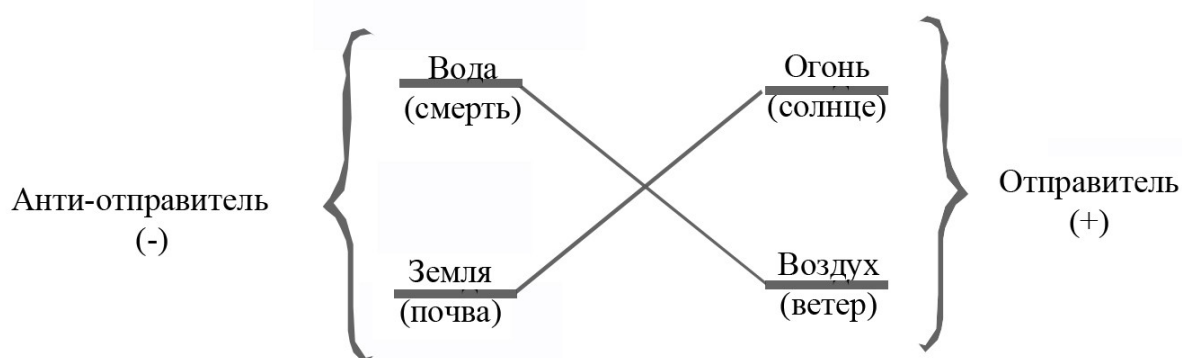 Вода
(смерть)
Огонь
(солнце)
Анти-отправитель
(-)
Отправитель
(+)
Земля
(почва)
Воздух
(ветер)